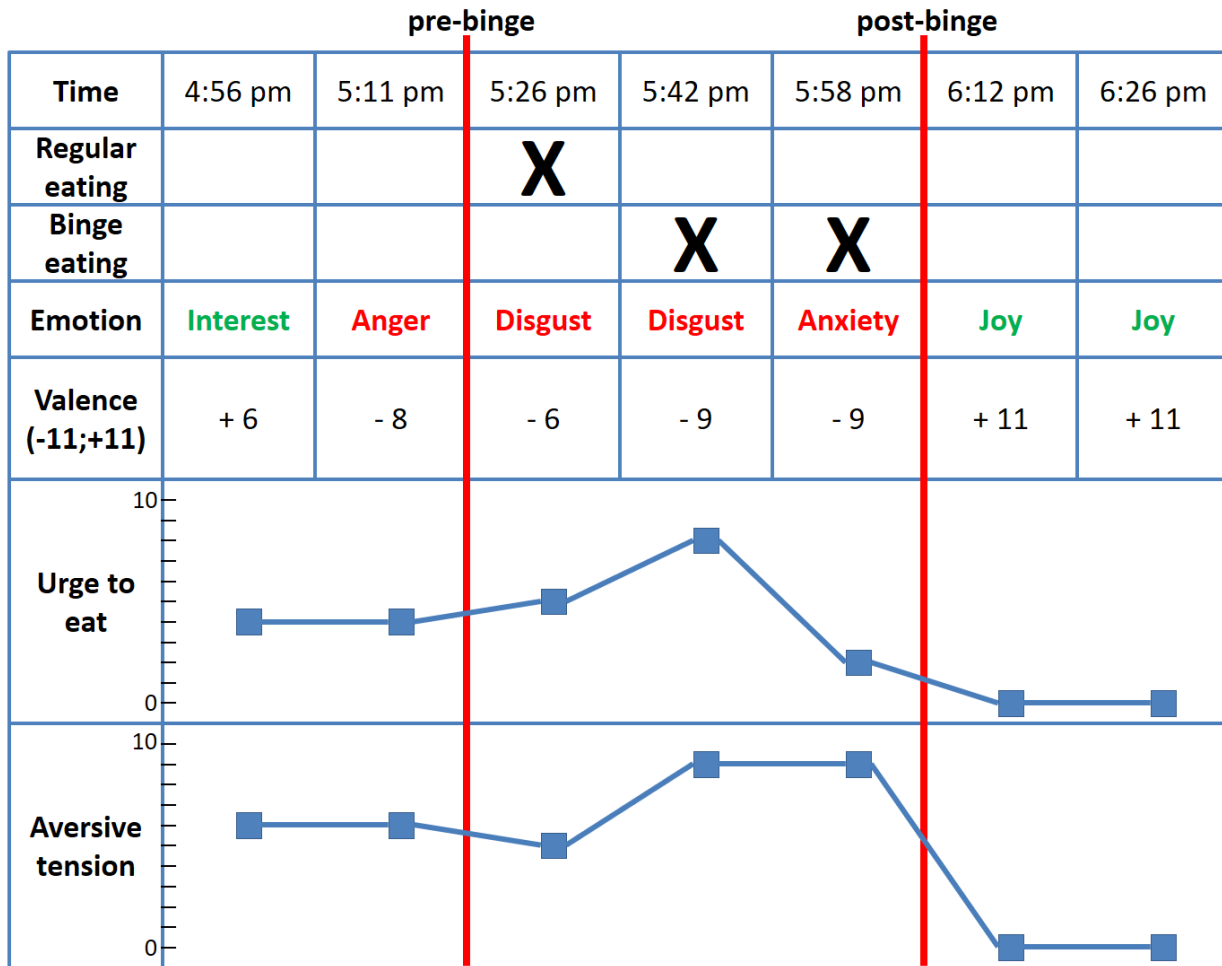 pre-binge post-binge
Time 4:56 pm 5:11 pm 5:26 pm 5:42 pm 5:58 pm 6:12 pm 6:26 pm
Regular
eating
X
Binge
eating
X X
Emotion Interest Anger Disgust Disgust Anxiety Joy Joy
Valence
(-11;+11)
+ 6 - 8 - 6 - 9 - 9 + 11 + 11
10
Urge to
eat
0
10
Aversive
tension
0